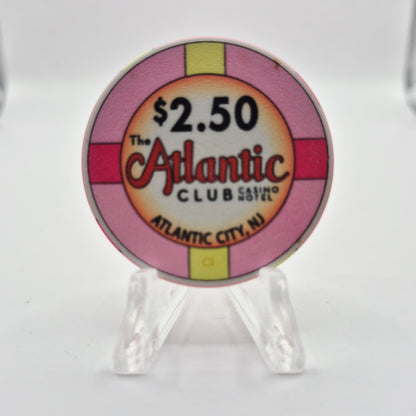 $2.50
The
Atlantic
CLUB CASINO HOTEL
ATLANTIC CITY, NJ